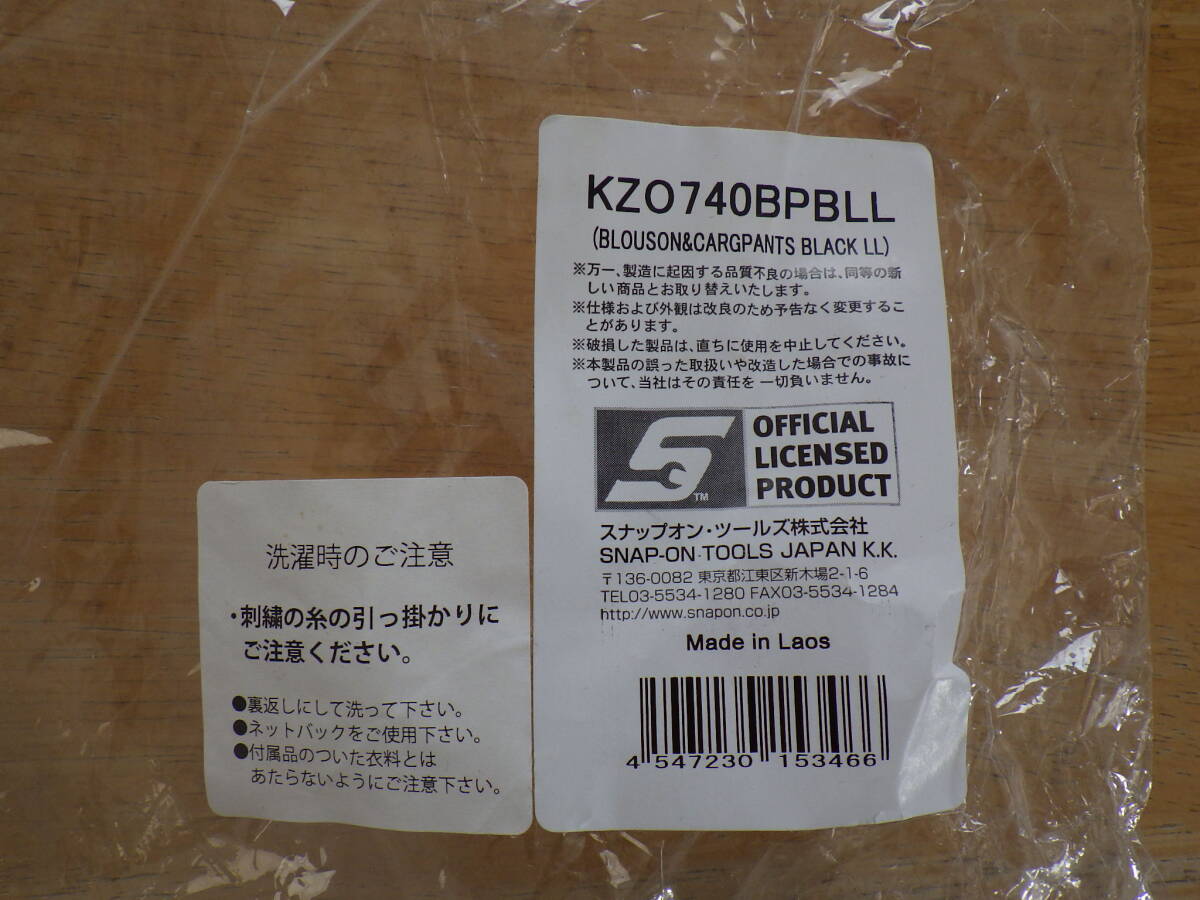 KZO740BPBLL
(BLOUSON&CARGPANTS BLACK LL)
※万一、製造に起因する品質不良の場合は、同等の新
しい商品とお取り替えいたします。
※仕様および外観は改良のため予告なく変更するこ
とがあります。
※破損した製品は、直ちに使用を中止してください。
※本製品の誤った取扱いや改造した場合での事故に
ついて、当社はその責任を一切負いません。
S TM
OFFICIAL
LICENSED
PRODUCT
スナップオン・ツールズ株式会社
SNAP-ON TOOLS JAPAN K.K.
〒136-0082 東京都江東区新木場2-1-6
TEL03-5534-1280 FAX03-5534-1284
http://www.snapon.co.jp
Made in Laos
4 547230 153466
洗濯時のご注意
・刺繍の糸の引っ掛かりに
ご注意ください。
●裏返しにして洗って下さい。
●ネットバックをご使用下さい。
●付属品のついた衣料とは
あたらないようにご注意下さい。